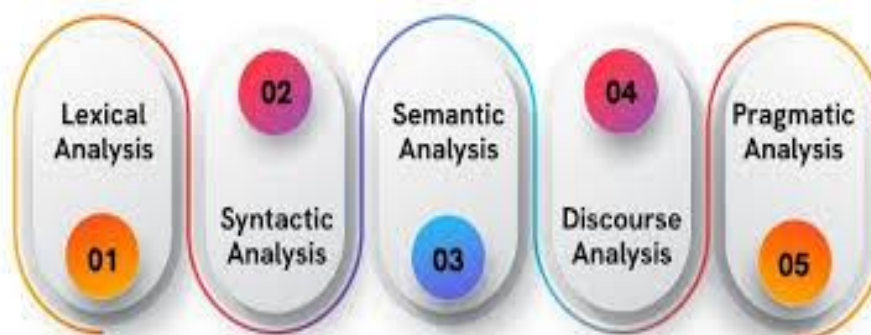 Lexical
Analysis
01
02
Syntactic
Analysis
Semantic
Analysis
03
04
Discourse
Analysis
Pragmatic
Analysis
05